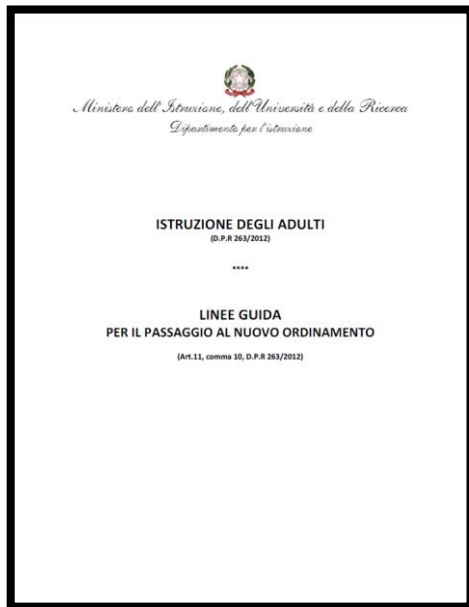 Ministero dell'Istruzione, dell'Università e della Ricerca
Dipartimento per l'istruzione
ISTRUZIONE DEGLI ADULTI
(D.P.R 263/2012)
****
LINEE GUIDA
PER IL PASSAGGIO AL NUOVO ORDINAMENTO
(Art.11, comma 10, D.P.R 263/2012)